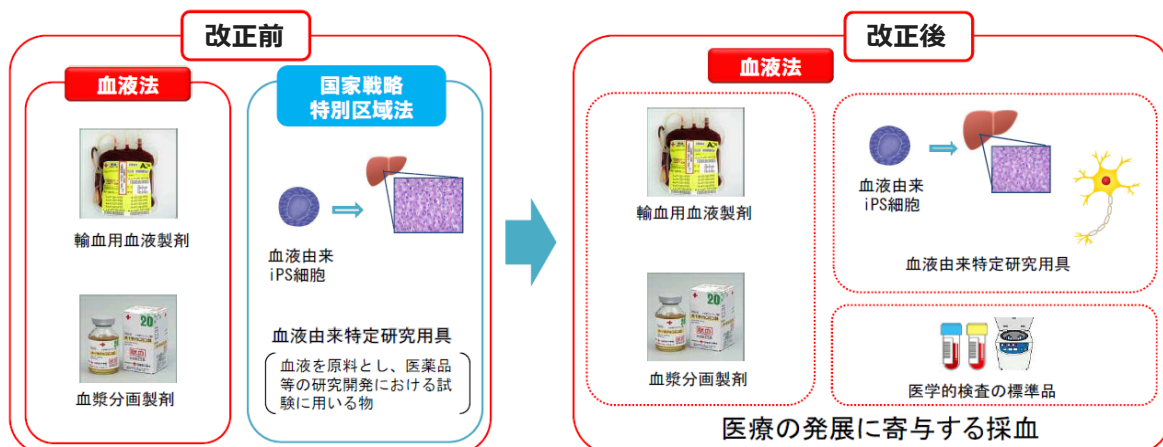 改正前
血液法
輸血用血液製剤
血漿分画製剤
国家戦略
特別区域法
血液由来
iPS細胞
血液由来特定研究用具
血液を原料とし、医薬品
等の研究開発における試
験に用いる物
改正後
血液法
輸血用血液製剤
血漿分画製剤
血液由来
iPS細胞
血液由来特定研究用具
医学的検査の標準品
医療の発展に寄与する採血